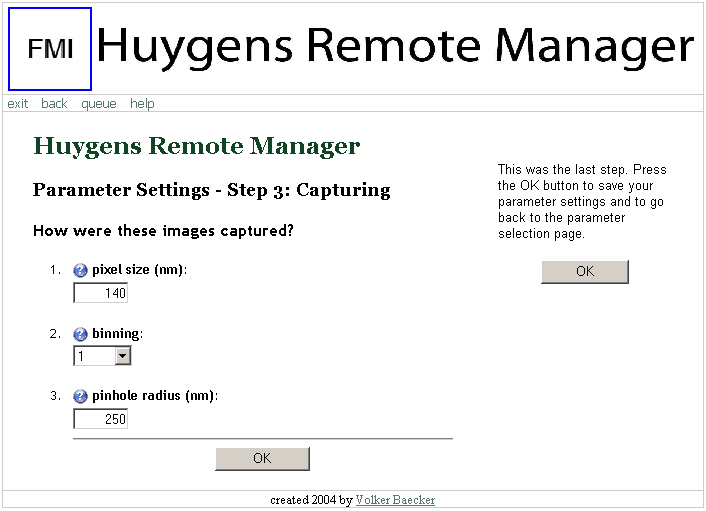 FMI Huygens Remote Manager
exit back queue help
Huygens Remote Manager
Parameter Settings - Step 3: Capturing
How were these images captured?
1. pixel size (nm):
140
2. binning:
1
3. pinhole radius (nm):
250
OK
This was the last step. Press
the OK button to save your
parameter settings and to go
back to the parameter
selection page.
OK
created 2004 by Volker Baecker